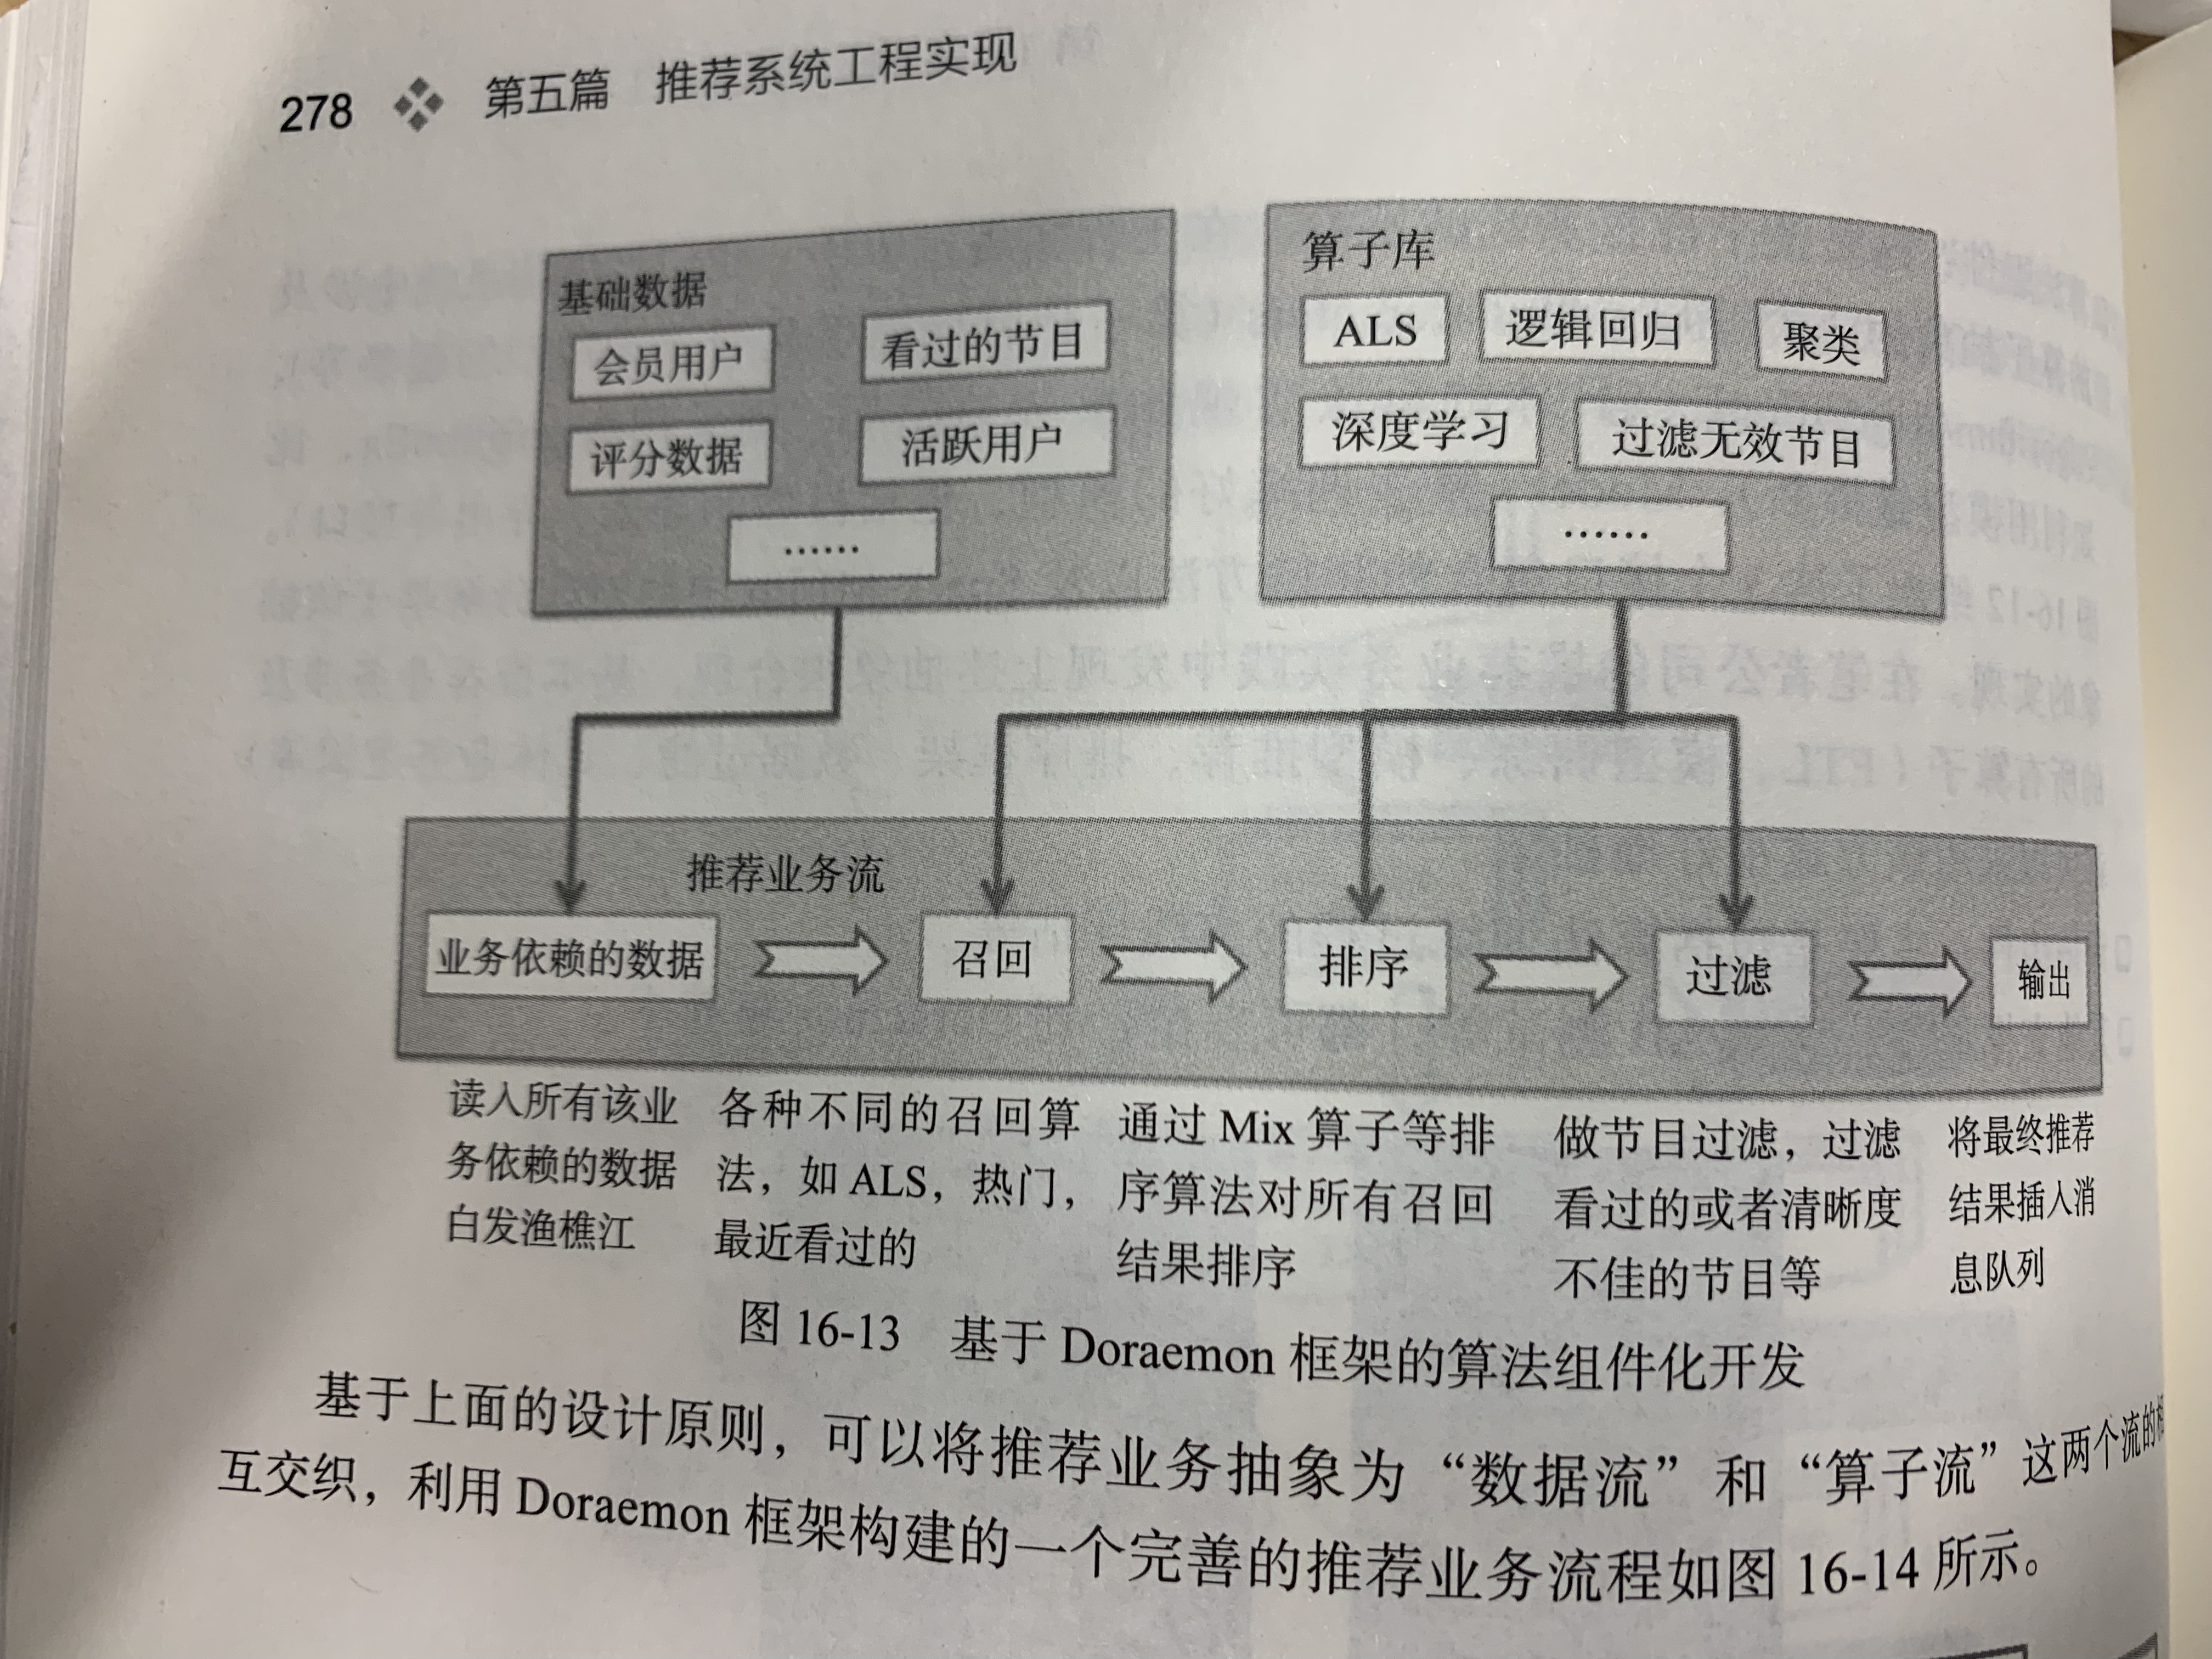 278 第五篇 推荐系统工程实现
基础数据
会员用户 看过的节目
评分数据 活跃用户
……
算子库
ALS 逻辑回归 聚类
深度学习 过滤无效节目
……
推荐业务流
业务依赖的数据 召回 排序 过滤 输出
读入所有该业
务依赖的数据
白发渔樵江
各种不同的召回算
法，如 ALS，热门，
最近看过的
通过 Mix 算子等排
序算法对所有召回
结果排序
做节目过滤，过滤
看过的或者清晰度
不佳的节目等
将最终推荐
结果插入消
息队列
图 16-13 基于 Doraemon 框架的算法组件化开发
基于上面的设计原则，可以将推荐业务抽象为“数据流”和“算子流”这两个流的相
互交织，利用 Doraemon 框架构建的一个完善的推荐业务流程如图 16-14 所示。